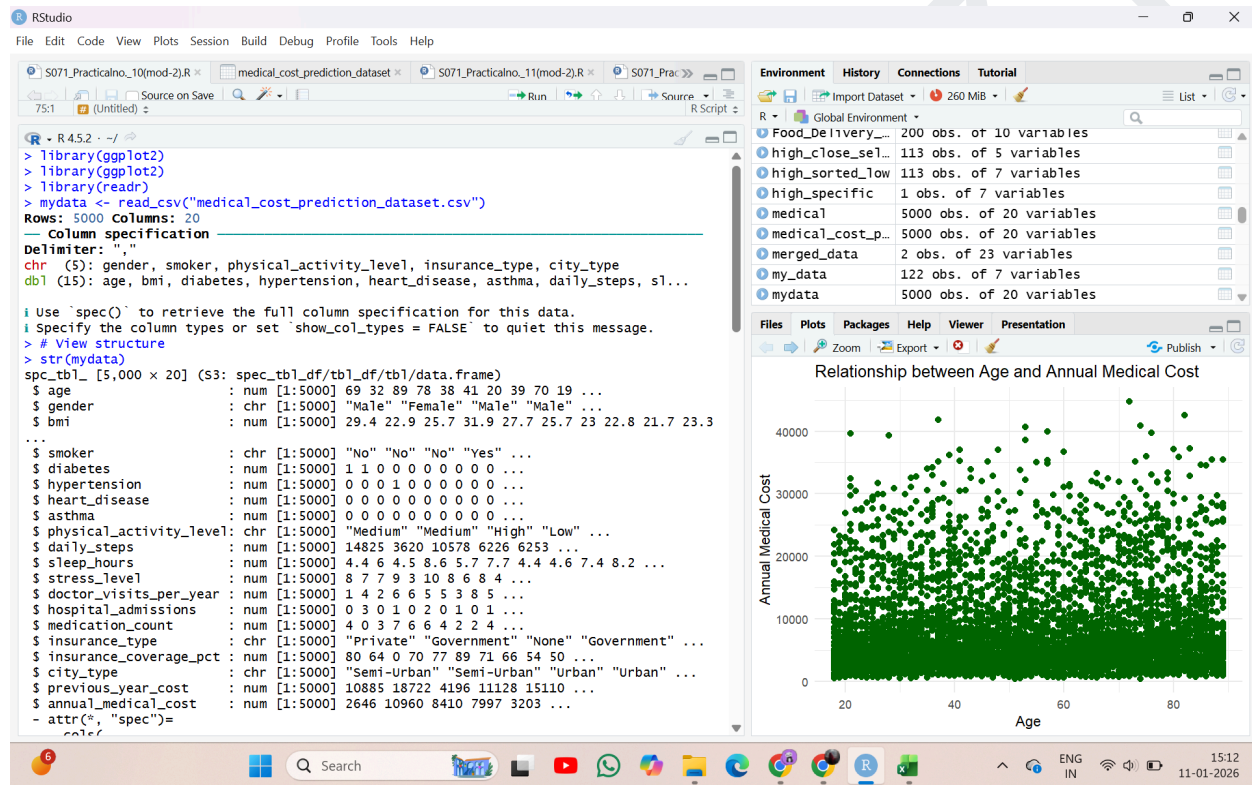 RStudio
File Edit Code View Plots Session Build Debug Profile Tools Help
S071_Practicalno._10(mod-2).R × medical_cost_prediction_dataset × S071_Practicalno._11(mod-2).R × S071_Prac
Source on Save Run Source
75:1 (Untitled) R Script
R 4.5.2 · ~/
> library(ggplot2)
> library(ggplot2)
> library(readr)
> mydata <- read_csv("medical_cost_prediction_dataset.csv")
Rows: 5000 Columns: 20
── Column specification ──
Delimiter: ","
chr (5): gender, smoker, physical_activity_level, insurance_type, city_type
dbl (15): age, bmi, diabetes, hypertension, heart_disease, asthma, daily_steps, sl...
ℹ Use `spec()` to retrieve the full column specification for this data.
ℹ Specify the column types or set `show_col_types = FALSE` to quiet this message.
> # View structure
> str(mydata)
spc_tbl_ [5,000 × 20] (S3: spec_tbl_df/tbl_df/tbl/data.frame)
$ age : num [1:5000] 69 32 89 78 38 41 20 39 70 19 ...
$ gender : chr [1:5000] "Male" "Female" "Male" "Male" ...
$ bmi : num [1:5000] 29.4 22.9 25.7 31.9 27.7 25.7 23 22.8 21.7 23.3
...
$ smoker : chr [1:5000] "No" "No" "No" "Yes" ...
$ diabetes : num [1:5000] 1 1 0 0 0 0 0 0 0 0 ...
$ hypertension : num [1:5000] 0 0 0 1 0 0 0 0 0 0 ...
$ heart_disease : num [1:5000] 0 0 0 0 0 0 0 0 0 0 ...
$ asthma : num [1:5000] 0 0 0 0 0 0 0 0 0 0 ...
$ physical_activity_level: chr [1:5000] "Medium" "Medium" "High" "Low" ...
$ daily_steps : num [1:5000] 14825 3620 10578 6226 6253 ...
$ sleep_hours : num [1:5000] 4.4 6 4.5 8.6 5.7 7.7 4.4 4.6 7.4 8.2 ...
$ stress_level : num [1:5000] 8 7 7 9 3 10 8 6 8 4 ...
$ doctor_visits_per_year : num [1:5000] 1 4 2 6 6 5 5 3 8 5 ...
$ hospital_admissions : num [1:5000] 0 3 0 1 0 2 0 1 0 1 ...
$ medication_count : num [1:5000] 4 0 3 7 6 6 4 2 2 4 ...
$ insurance_type : chr [1:5000] "Private" "Government" "None" "Government" ...
$ insurance_coverage_pct : num [1:5000] 80 64 0 70 77 89 71 66 54 50 ...
$ city_type : chr [1:5000] "Semi-Urban" "Semi-Urban" "Urban" "Urban" ...
$ previous_year_cost : num [1:5000] 10885 18722 4196 11128 15110 ...
$ annual_medical_cost : num [1:5000] 2646 10960 8410 7997 3203 ...
- attr(*, "spec")=
cols(
Environment History Connections Tutorial
Import Dataset 260 MiB List
R Global Environment
Food_Delivery_… 200 obs. of 10 variables
high_close_sel… 113 obs. of 5 variables
high_sorted_low 113 obs. of 7 variables
high_specific 1 obs. of 7 variables
medical 5000 obs. of 20 variables
medical_cost_p… 5000 obs. of 20 variables
merged_data 2 obs. of 23 variables
my_data 122 obs. of 7 variables
mydata 5000 obs. of 20 variables
Files Plots Packages Help Viewer Presentation
Zoom Export Publish
Relationship between Age and Annual Medical Cost
Annual Medical Cost
40000
30000
20000
10000
0
20 40 60 80
Age
6
Search
R
ENG
IN
15:12
11-01-2026